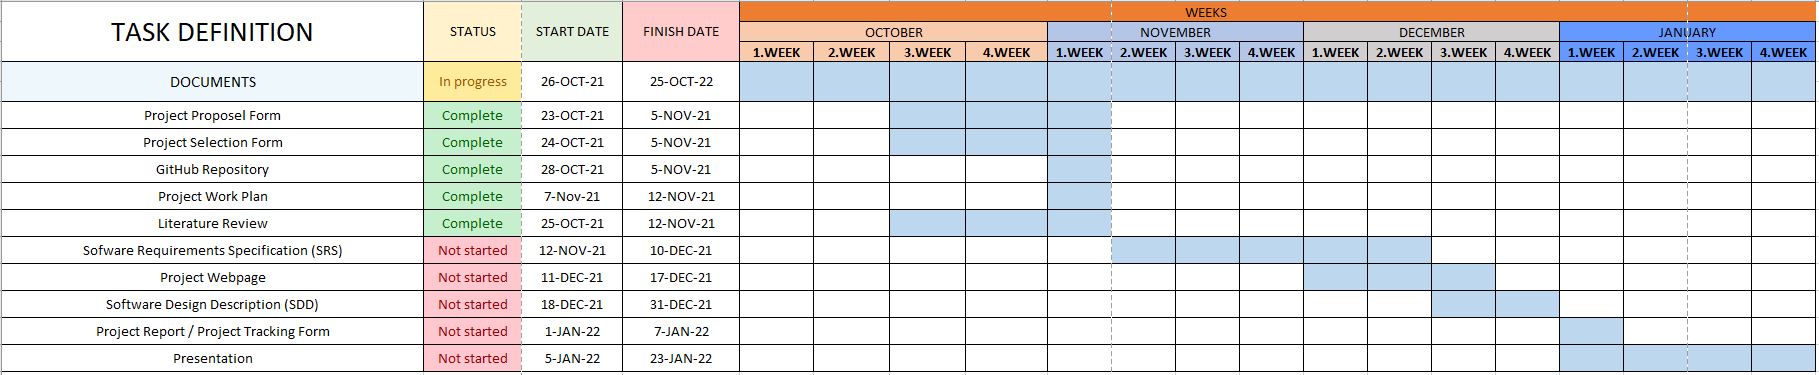 WEEKS
TASK DEFINITION STATUS START DATE FINISH DATE OCTOBER NOVEMBER DECEMBER JANUARY
1.WEEK 2.WEEK 3.WEEK 4.WEEK 1.WEEK 2.WEEK 3.WEEK 4.WEEK 1.WEEK 2.WEEK 3.WEEK 4.WEEK 1.WEEK 2.WEEK 3.WEEK 4.WEEK
DOCUMENTS In progress 26-OCT-21 25-OCT-22
Project Proposel Form Complete 23-OCT-21 5-NOV-21
Project Selection Form Complete 24-OCT-21 5-NOV-21
GitHub Repository Complete 28-OCT-21 5-NOV-21
Project Work Plan Complete 7-Nov-21 12-NOV-21
Literature Review Complete 25-OCT-21 12-NOV-21
Sofware Requirements Specification (SRS) Not started 12-NOV-21 10-DEC-21
Project Webpage Not started 11-DEC-21 17-DEC-21
Software Design Description (SDD) Not started 18-DEC-21 31-DEC-21
Project Report / Project Tracking Form Not started 1-JAN-22 7-JAN-22
Presentation Not started 5-JAN-22 23-JAN-22